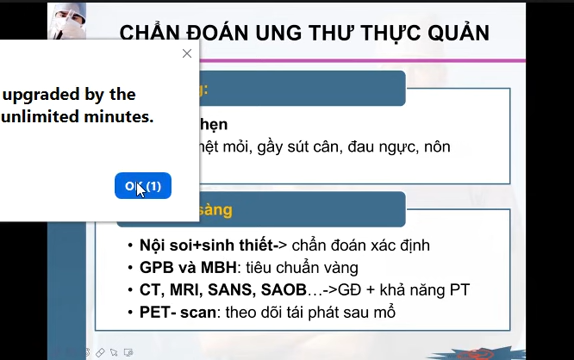 CHẨN ĐOÁN UNG THƯ THỰC QUẢN
upgraded by the
unlimited minutes.
OK (1)
g:
hẹn
mệt mỏi, gầy sút cân, đau ngực, nôn
sàng
• Nội soi+sinh thiết-> chẩn đoán xác định
• GPB và MBH: tiêu chuẩn vàng
• CT, MRI, SANS, SAOB…->GĐ + khả năng PT
• PET- scan: theo dõi tái phát sau mổ